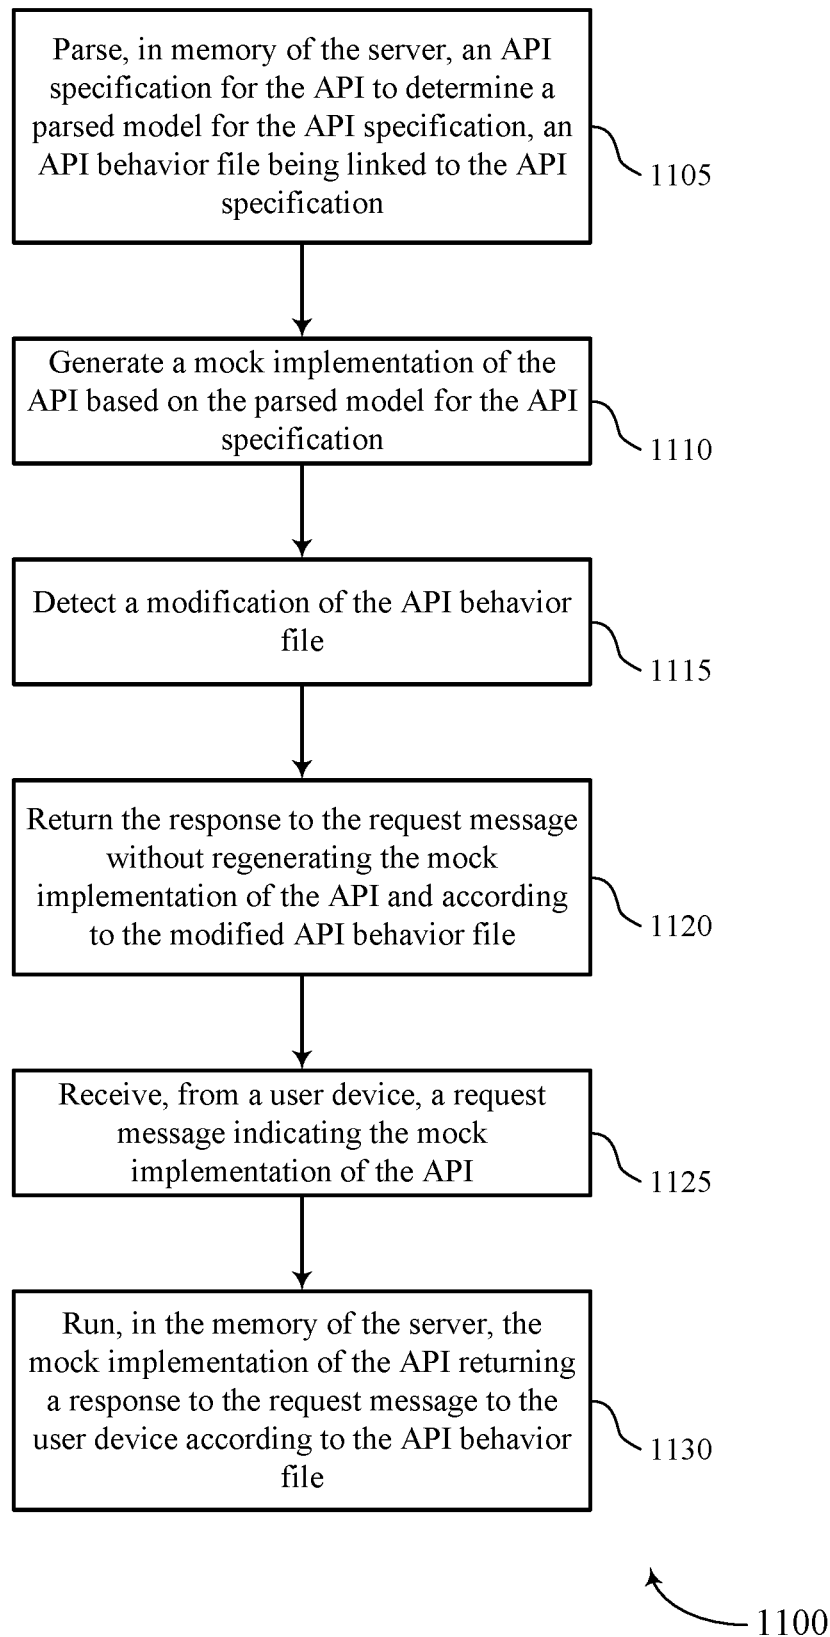 Parse, in memory of the server, an API
specification for the API to determine a
parsed model for the API specification, an
API behavior file being linked to the API
specification
1105
Generate a mock implementation of the
API based on the parsed model for the API
specification
1110
Detect a modification of the API behavior
file
1115
Return the response to the request message
without regenerating the mock
implementation of the API and according
to the modified API behavior file
1120
Receive, from a user device, a request
message indicating the mock
implementation of the API
1125
Run, in the memory of the server, the
mock implementation of the API returning
a response to the request message to the
user device according to the API behavior
file
1130
1100